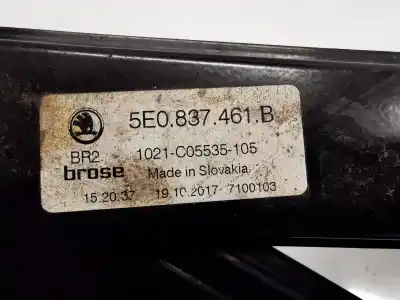 5E0.837.461.B
BR2 1021-C05535-105
brose Made in Slovakia
15:20:37 19.10.2017 7100103